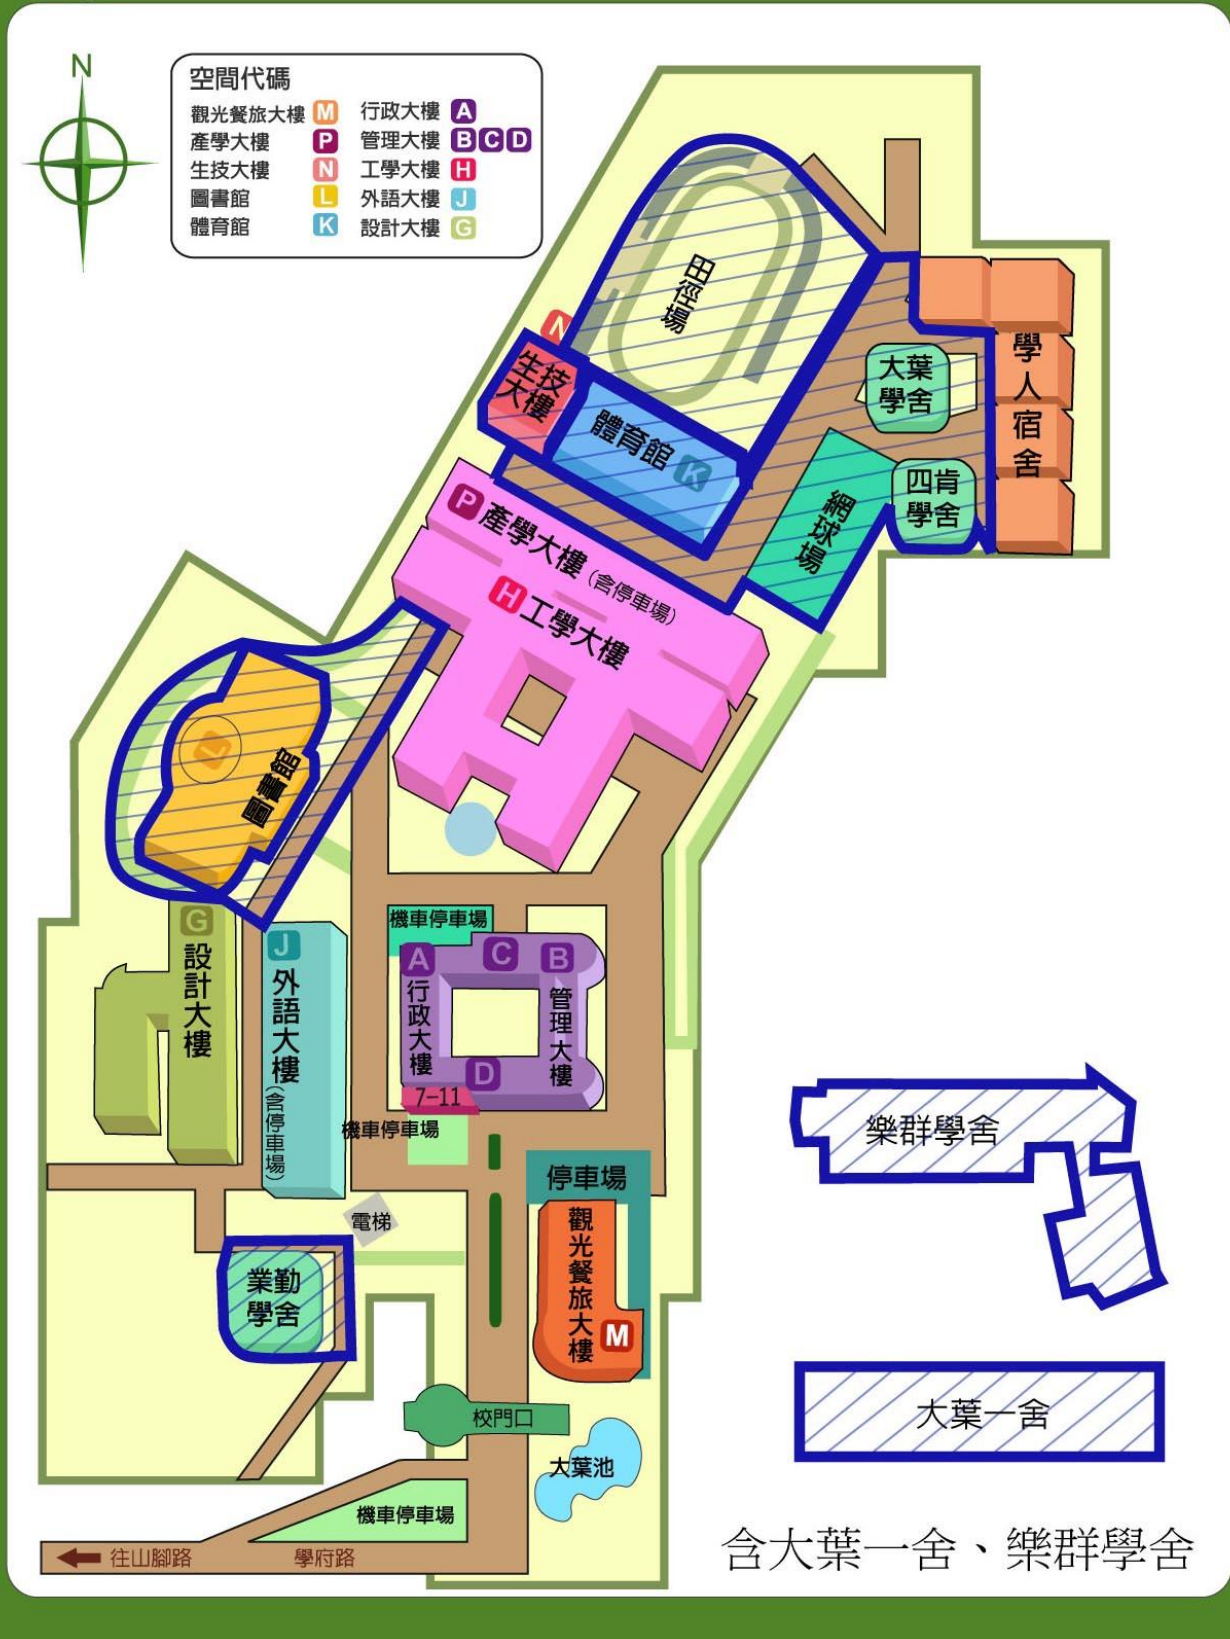 N
空間代碼
觀光餐旅大樓 M 行政大樓 A
產學大樓 P 管理大樓 B C D
生技大樓 N 工學大樓 H
圖書館 L 外語大樓 J
體育館 K 設計大樓 G
田徑場
N
生技
大樓
體育館 K
大葉
學舍
學人宿舍
四肯
學舍
網球場
P 產學大樓(含停車場)
H 工學大樓
L
圖書館
G
設計大樓
J
外語大樓(含停車場)
機車停車場
A
行政大樓
C
B
管理大樓
D
7-11
機車停車場
停車場
電梯
觀光餐旅大樓
M
業勤
學舍
校門口
大葉池
機車停車場
往山腳路
學府路
樂群學舍
大葉一舍
含大葉一舍、樂群學舍